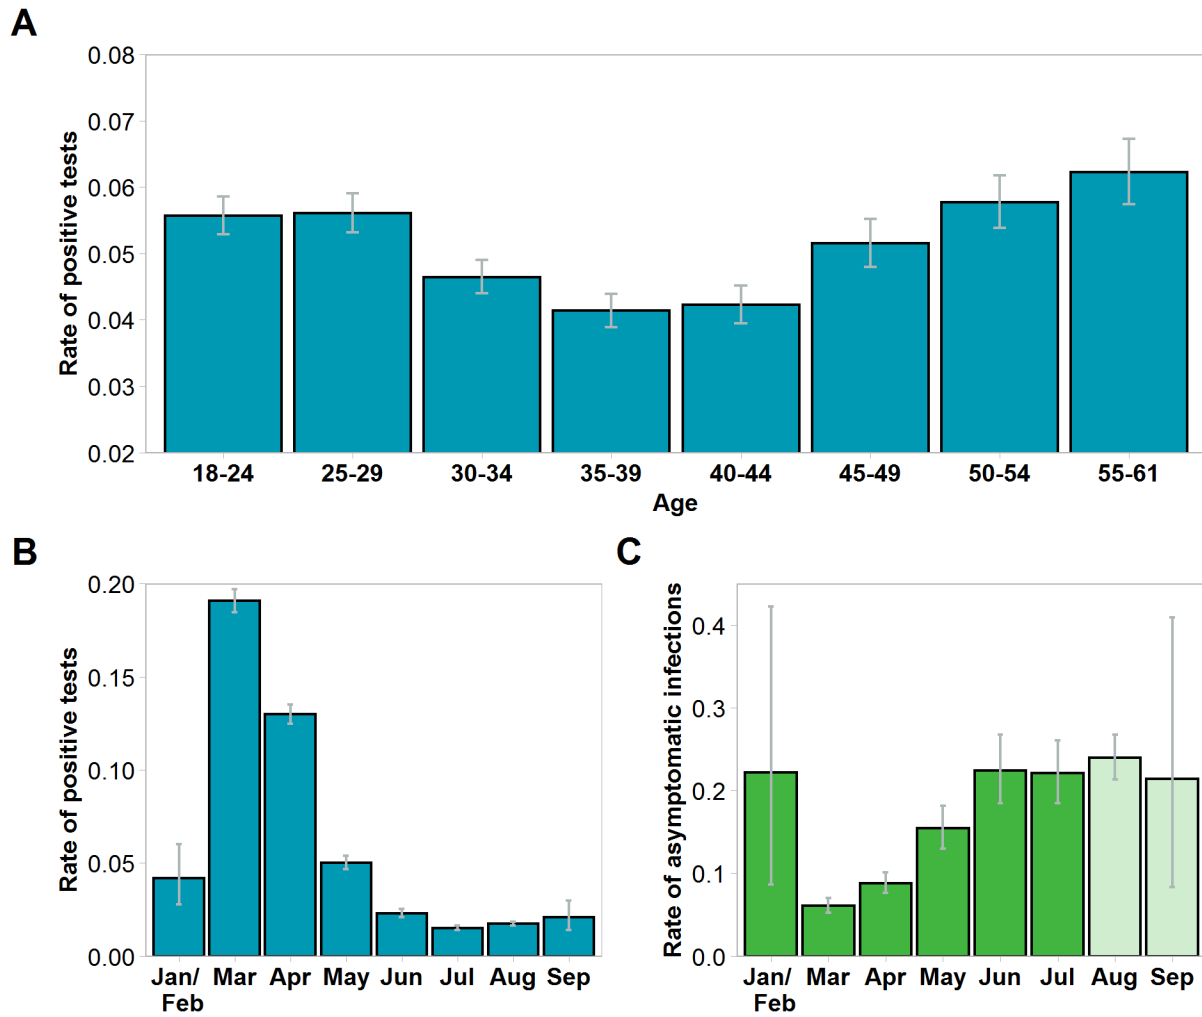 A
Rate of positive tests
0.08
0.07
0.06
0.05
0.04
0.03
0.02
18-24 25-29 30-34 35-39 40-44 45-49 50-54 55-61
Age
B
Rate of positive tests
0.20
0.15
0.10
0.05
0.00
Jan/ Mar Apr May Jun Jul Aug Sep
Feb
C
Rate of asymptomatic infections
0.4
0.3
0.2
0.1
0.0
Jan/ Mar Apr May Jun Jul Aug Sep
Feb